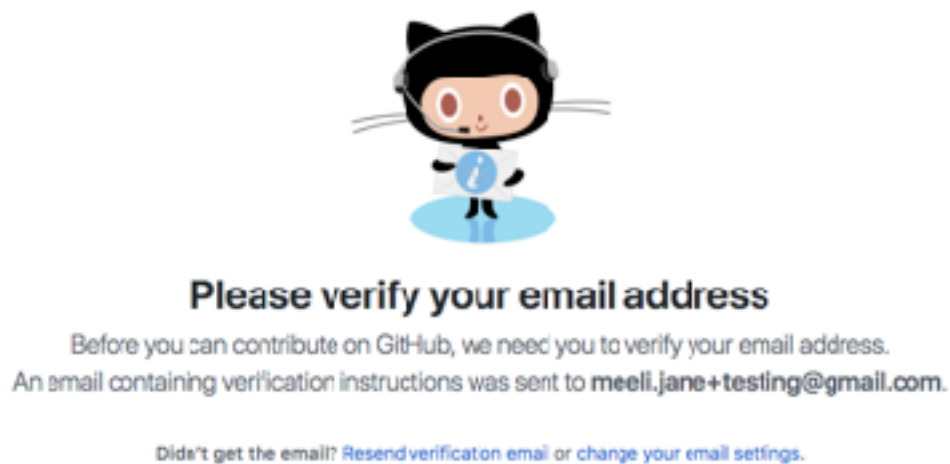 i
Please verify your email address
Before you can contribute on GitHub, we need you to verify your email address.
An email containing verification instructions was sent to meeli.jane+testing@gmail.com.
Didn't get the email? Resend verification email or change your email settings.